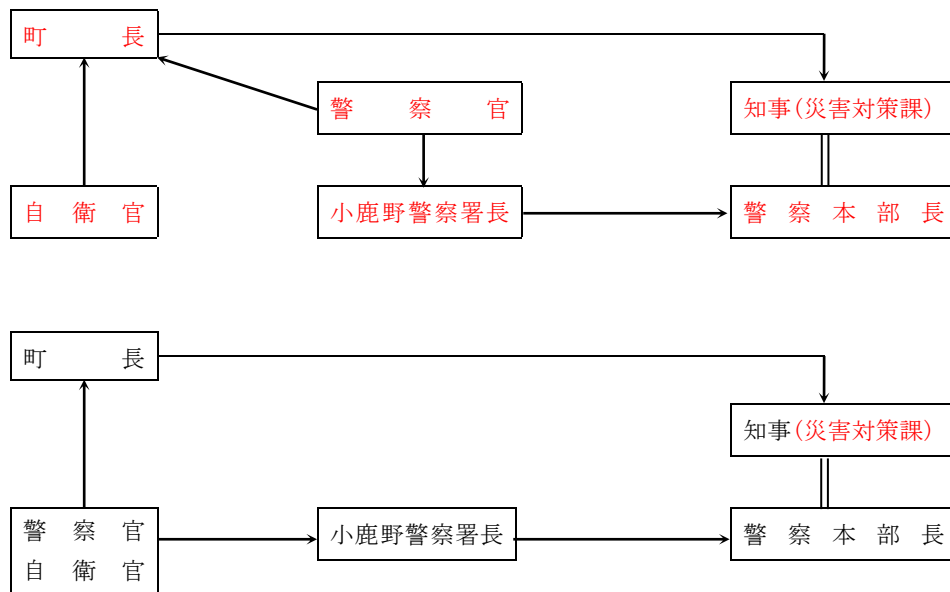 町長
警察官
知事(災害対策課)
自衛官
小鹿野警察署長
警察本部長
町長
知事(災害対策課)
警察官
自衛官
小鹿野警察署長
警察本部長